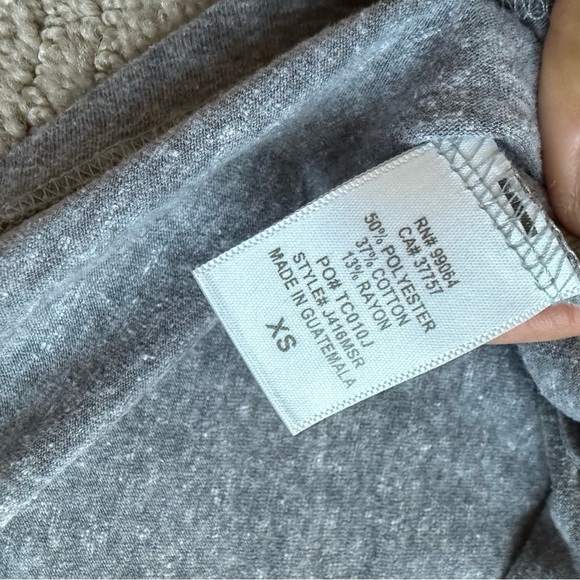 RN# 99064
CA# 37757
50% POLYESTER
37% COTTON
13% RAYON
PO# TC010J
STYLE# J416MSR
MADE IN GUATEMALA
XS